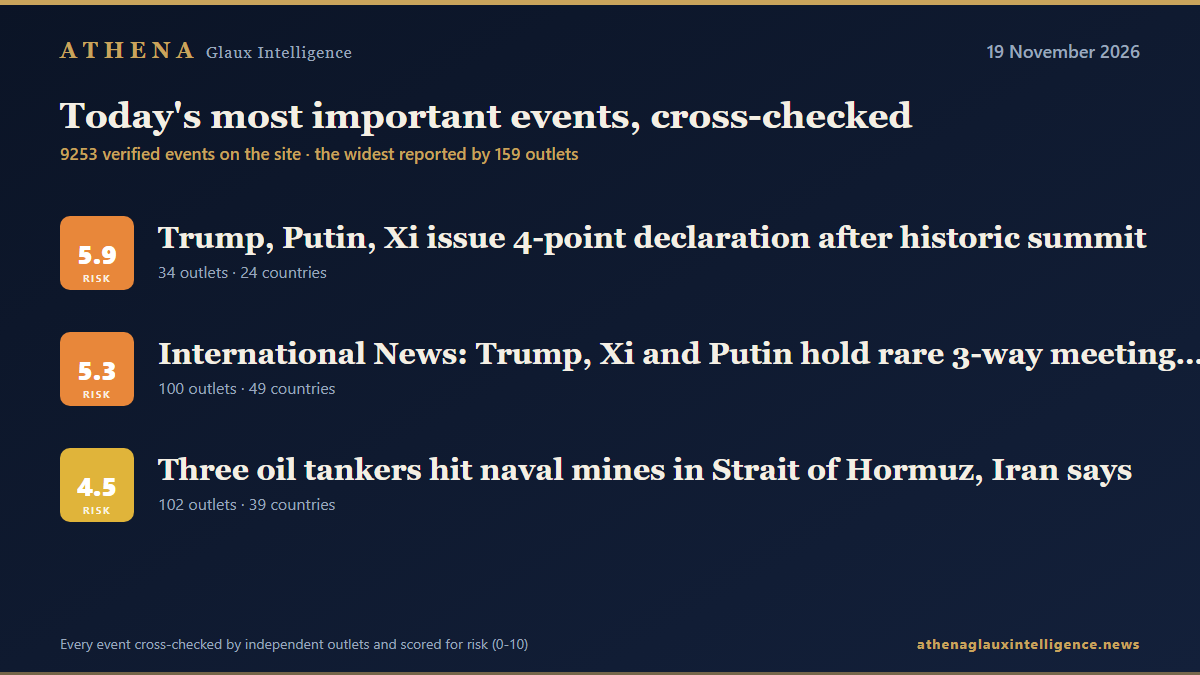 ATHENA Glaux Intelligence
19 November 2026
Today's most important events, cross-checked
9253 verified events on the site · the widest reported by 159 outlets
5.9
RISK
Trump, Putin, Xi issue 4-point declaration after historic summit
34 outlets · 24 countries
5.3
RISK
International News: Trump, Xi and Putin hold rare 3-way meeting...
100 outlets · 49 countries
4.5
RISK
Three oil tankers hit naval mines in Strait of Hormuz, Iran says
102 outlets · 39 countries
Every event cross-checked by independent outlets and scored for risk (0-10)
athenaglauxintelligence.news